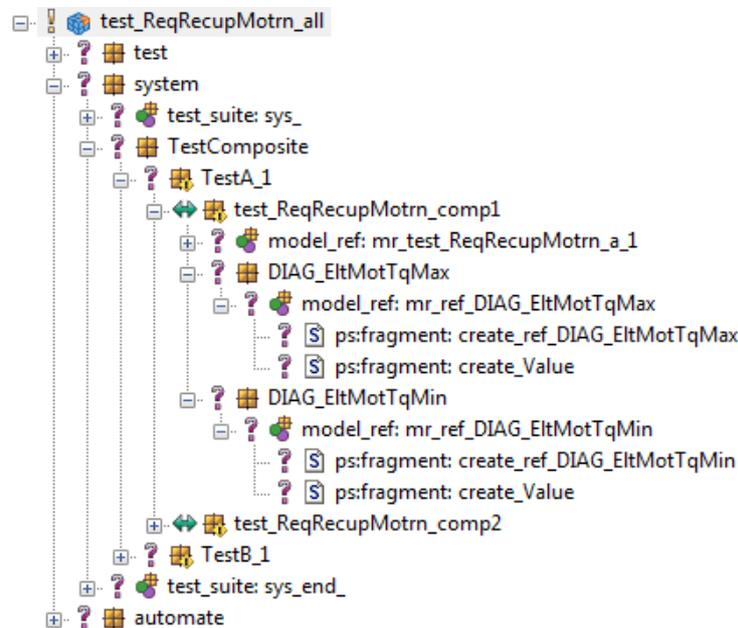 test_ReqRecupMotrn_all
test
system
test_suite: sys_
TestComposite
TestA_1
test_ReqRecupMotrn_comp1
model_ref: mr_test_ReqRecupMotrn_a_1
DIAG_EltMotTqMax
model_ref: mr_ref_DIAG_EltMotTqMax
ps:fragment: create_ref_DIAG_EltMotTqMax
ps:fragment: create_Value
DIAG_EltMotTqMin
model_ref: mr_ref_DIAG_EltMotTqMin
ps:fragment: create_ref_DIAG_EltMotTqMin
ps:fragment: create_Value
test_ReqRecupMotrn_comp2
TestB_1
test_suite: sys_end_
automate